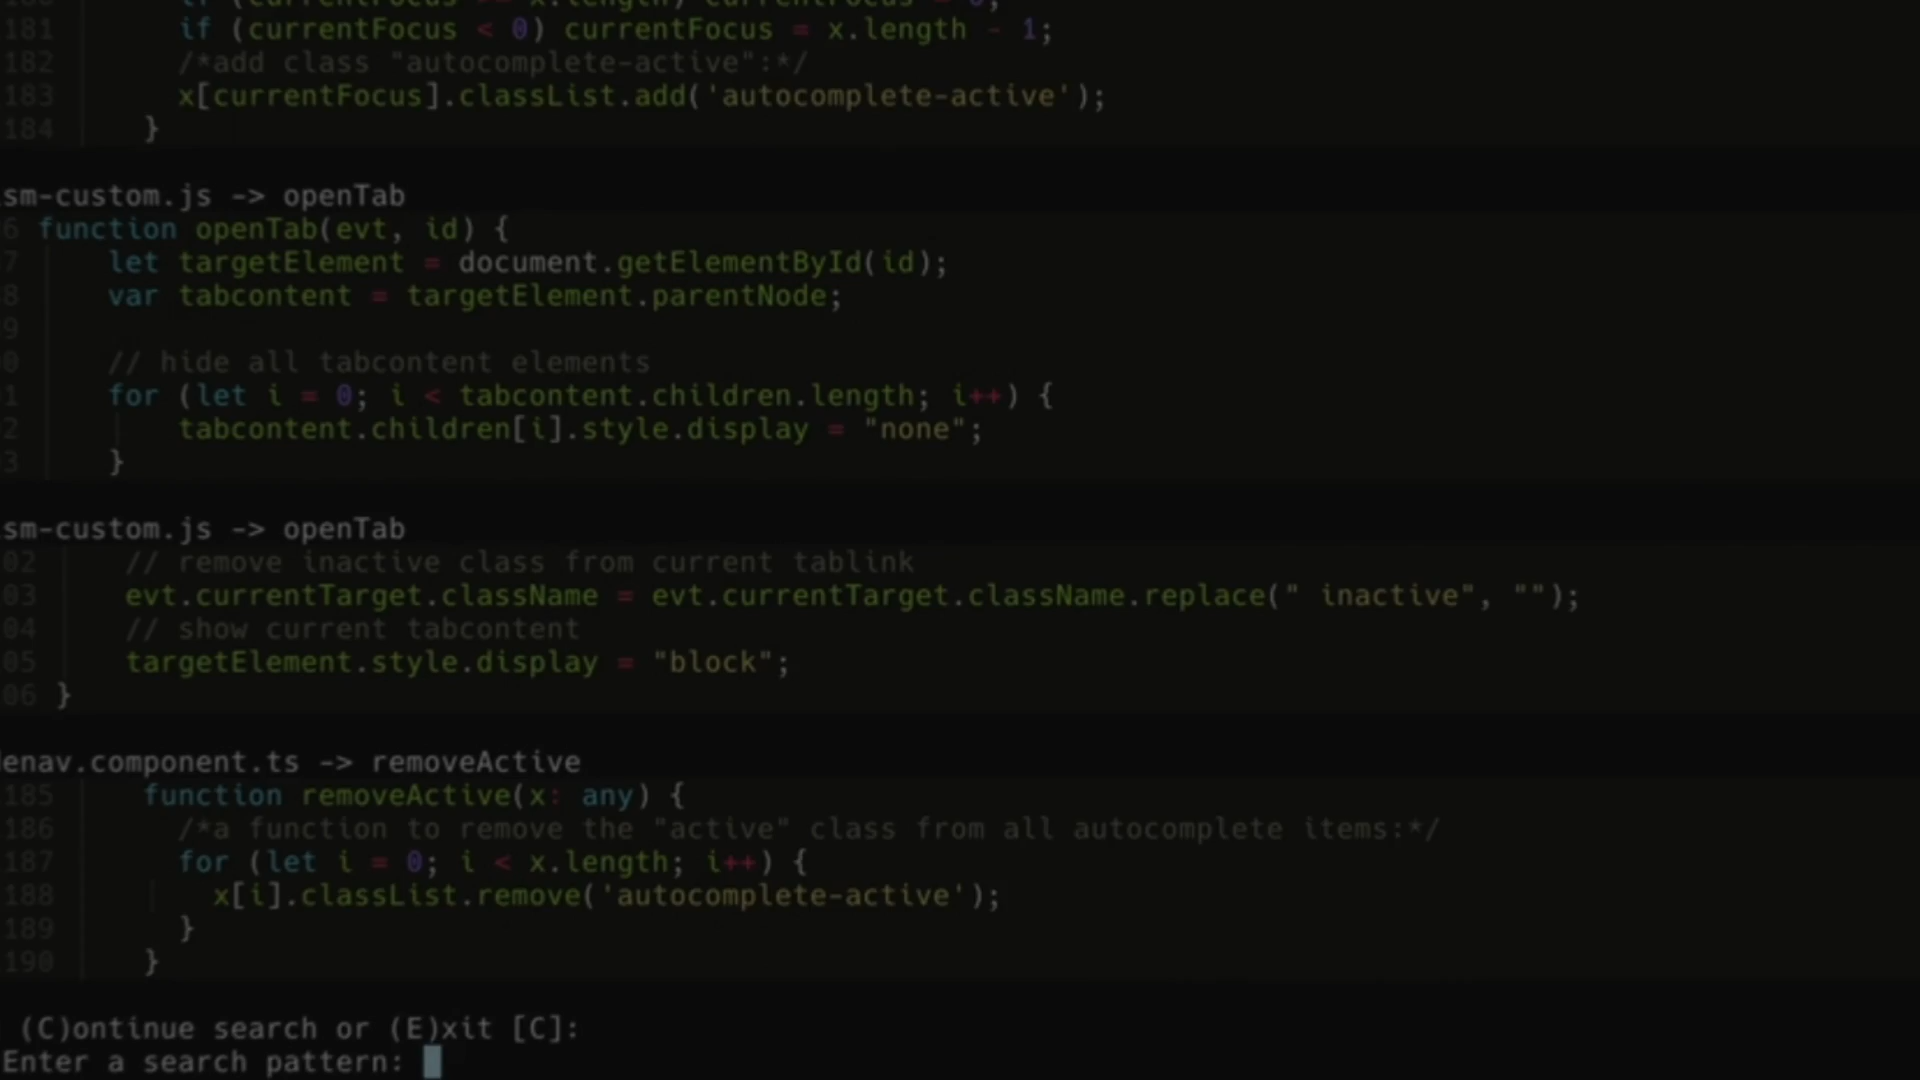 181 if (currentFocus < 0) currentFocus = x.length - 1;
182 /*add class "autocomplete-active":*/
183 x[currentFocus].classList.add('autocomplete-active');
184 }
sm-custom.js -> openTab
6 function openTab(evt, id) {
7 let targetElement = document.getElementById(id);
8 var tabcontent = targetElement.parentNode;
9
0 // hide all tabcontent elements
1 for (let i = 0; i < tabcontent.children.length; i++) {
2 tabcontent.children[i].style.display = "none";
3 }
sm-custom.js -> openTab
02 // remove inactive class from current tablink
03 evt.currentTarget.className = evt.currentTarget.className.replace(" inactive", "");
04 // show current tabcontent
05 targetElement.style.display = "block";
06 }
enav.component.ts -> removeActive
185 function removeActive(x: any) {
186 /*a function to remove the "active" class from all autocomplete items:*/
187 for (let i = 0; i < x.length; i++) {
188 x[i].classList.remove('autocomplete-active');
189 }
190 }
(C)ontinue search or (E)xit [C]:
Enter a search pattern: